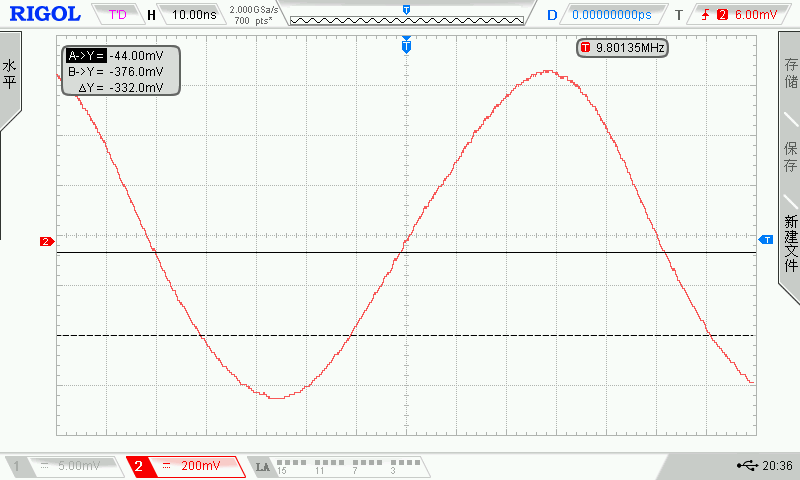 RIGOL T'D H 10.00ns 2.000GSa/s 700 pts* D 0.00000000ps T 2 6.00mV
T
水平
A->Y = -44.00mV
B->Y = -376.0mV
ΔY = -332.0mV
T
T 9.80135MHz
存储
保存
新建文件
2
T
1 = 5.00mV 2 = 200mV LA 15 11 7 3 20:36